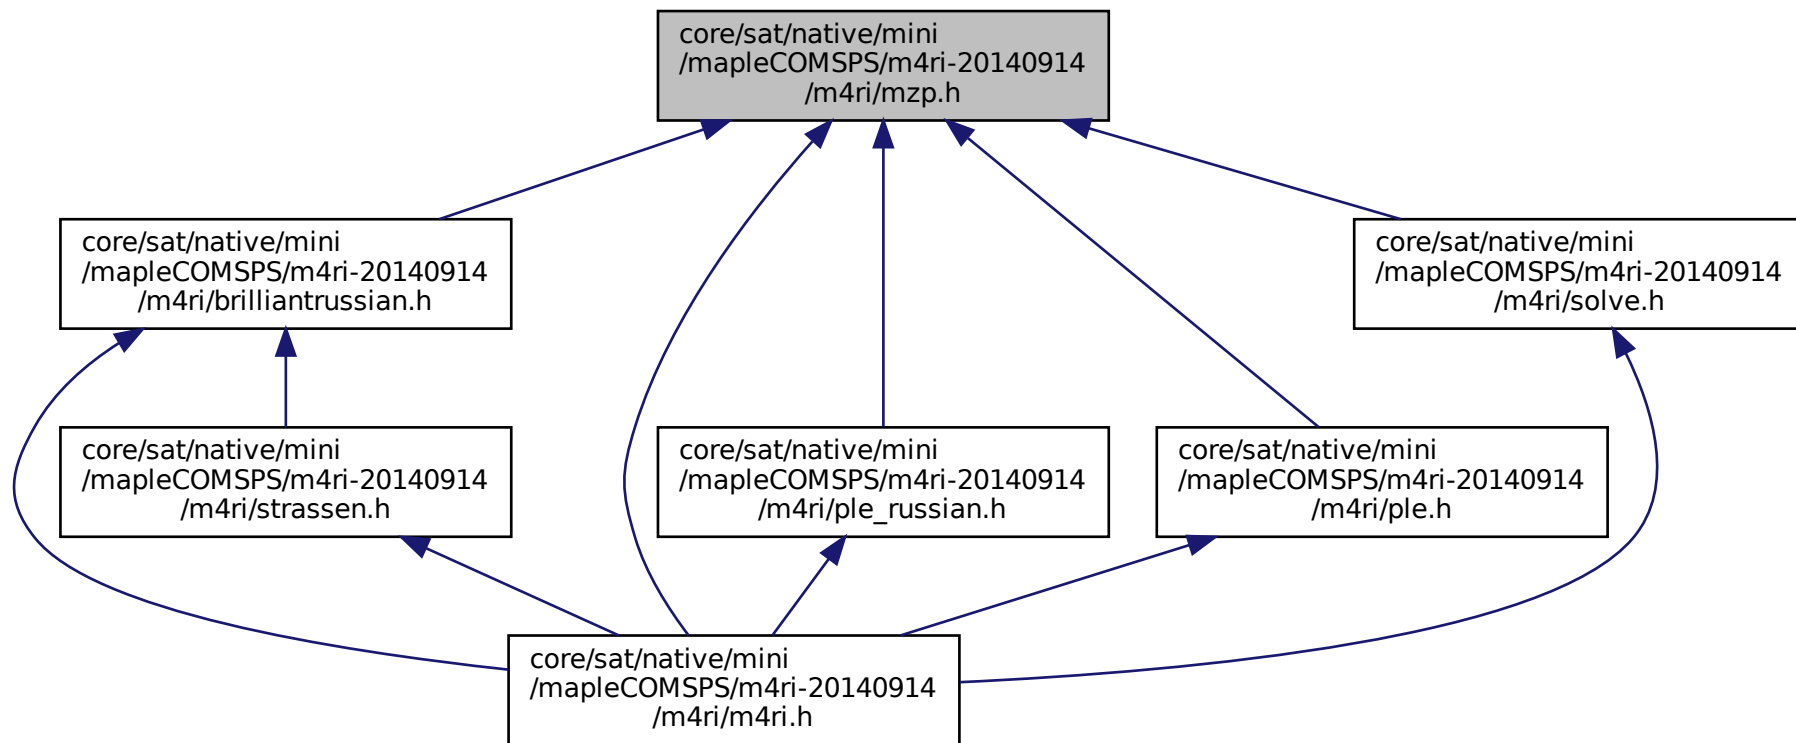 core/sat/native/mini
/mapleCOMSPS/m4ri-20140914
/m4ri/mzp.h
core/sat/native/mini
/mapleCOMSPS/m4ri-20140914
/m4ri/brilliantrussian.h
core/sat/native/mini
/mapleCOMSPS/m4ri-20140914
/m4ri/solve.h
core/sat/native/mini
/mapleCOMSPS/m4ri-20140914
/m4ri/strassen.h
core/sat/native/mini
/mapleCOMSPS/m4ri-20140914
/m4ri/ple_russian.h
core/sat/native/mini
/mapleCOMSPS/m4ri-20140914
/m4ri/ple.h
core/sat/native/mini
/mapleCOMSPS/m4ri-20140914
/m4ri/m4ri.h